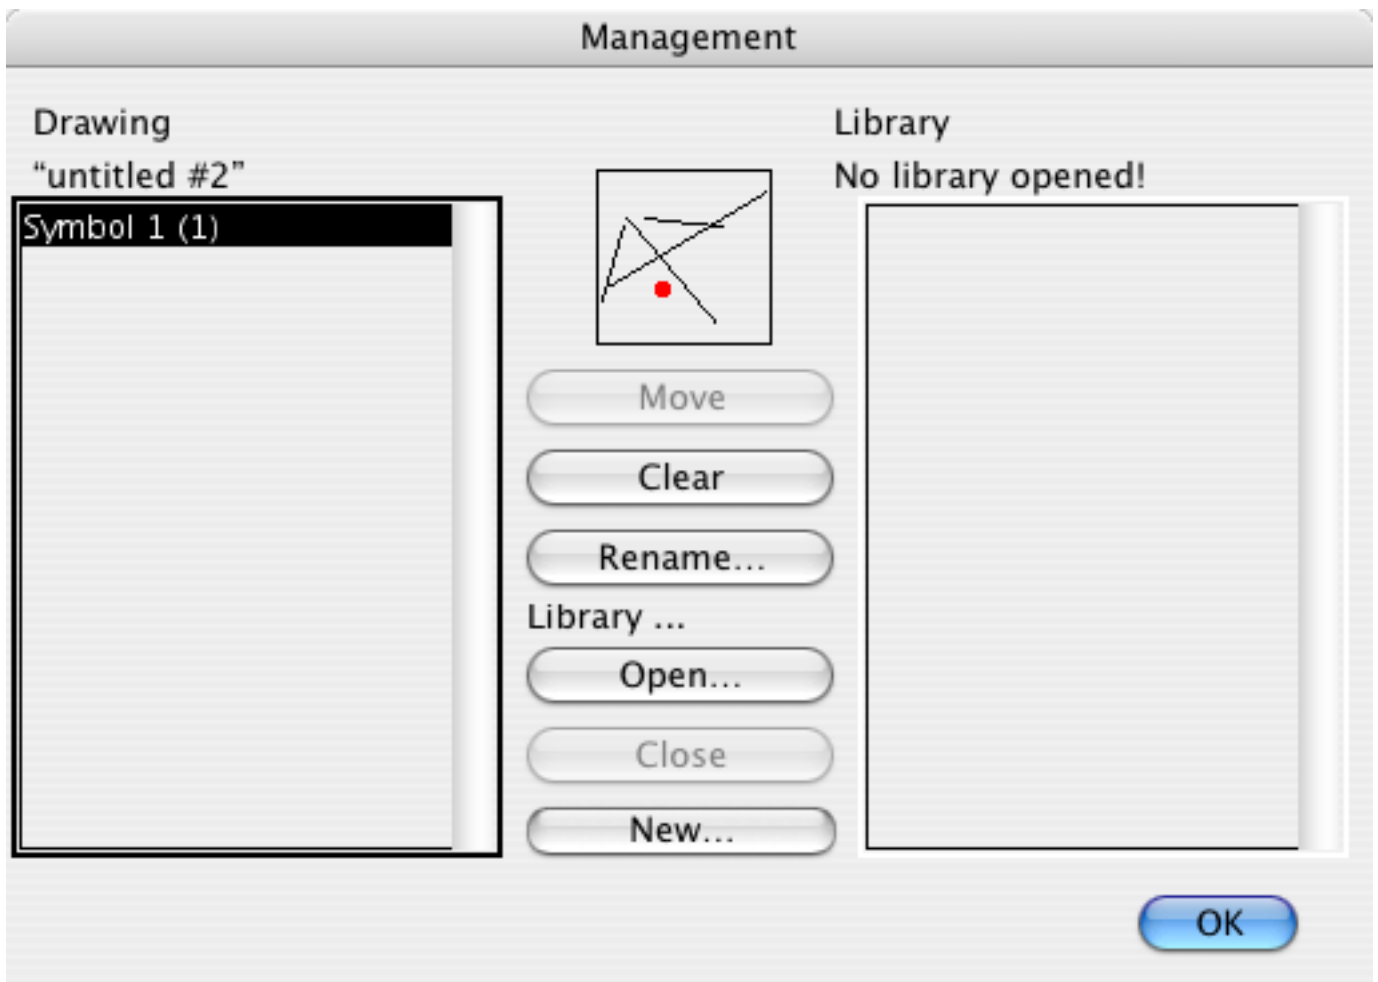 Management
Drawing
“untitled #2”
Symbol 1 (1)
Move
Clear
Rename...
Library ...
Open...
Close
New...
Library
No library opened!
OK